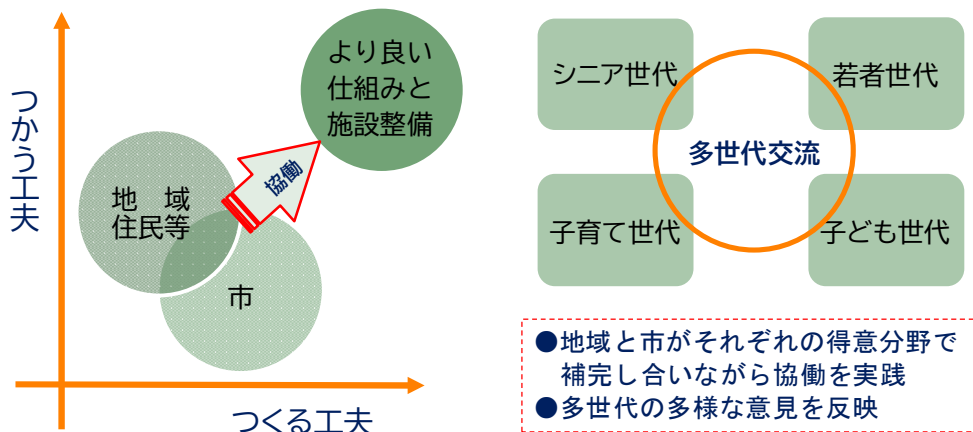 つかう工夫
より良い
仕組みと
施設整備
協働
地　域
住民等
市
つくる工夫
シニア世代
若者世代
多世代交流
子育て世代
子ども世代
●地域と市がそれぞれの得意分野で
補完し合いながら協働を実践
●多世代の多様な意見を反映